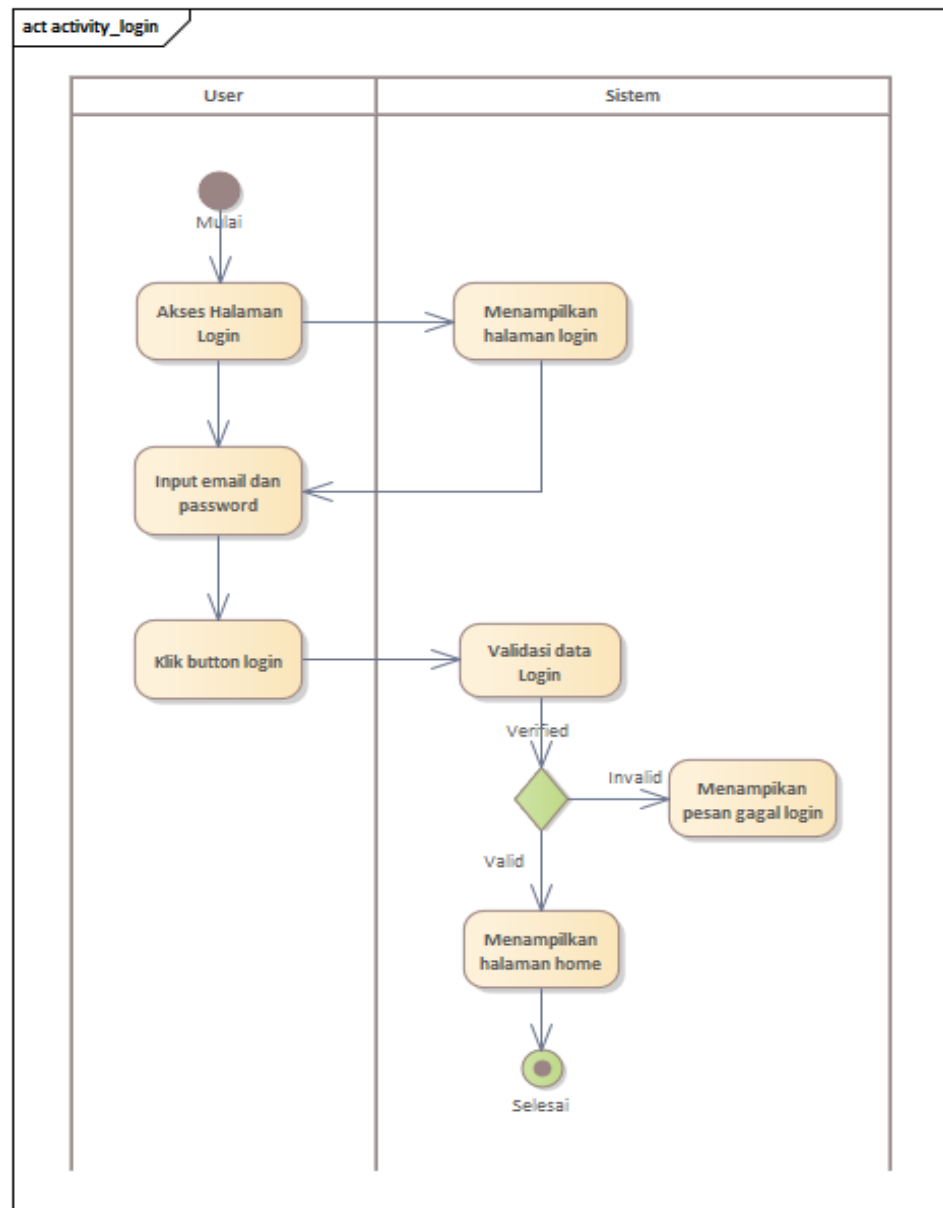 act activity_login
User
Sistem
Mulai
Akses Halaman
Login
Menampilkan
halaman login
Input email dan
password
Klik button login
Validasi data
Login
Verified
Invalid
Menampikan
pesan gagal login
Valid
Menampilkan
halaman home
Selesai